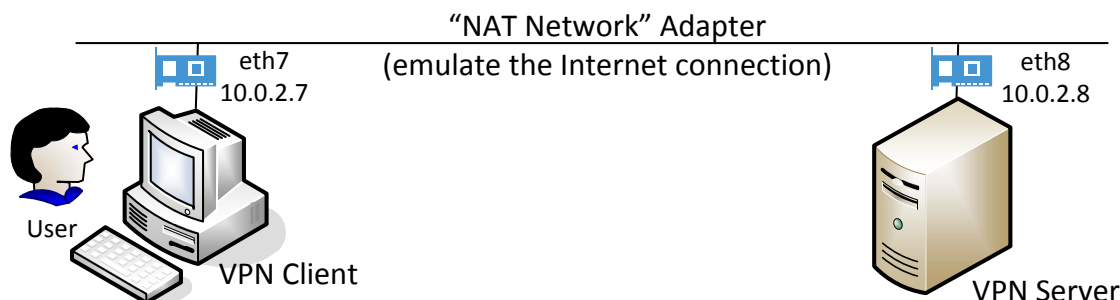 “NAT Network” Adapter
(emulate the Internet connection)
eth7
10.0.2.7
eth8
10.0.2.8
User
VPN Client
VPN Server